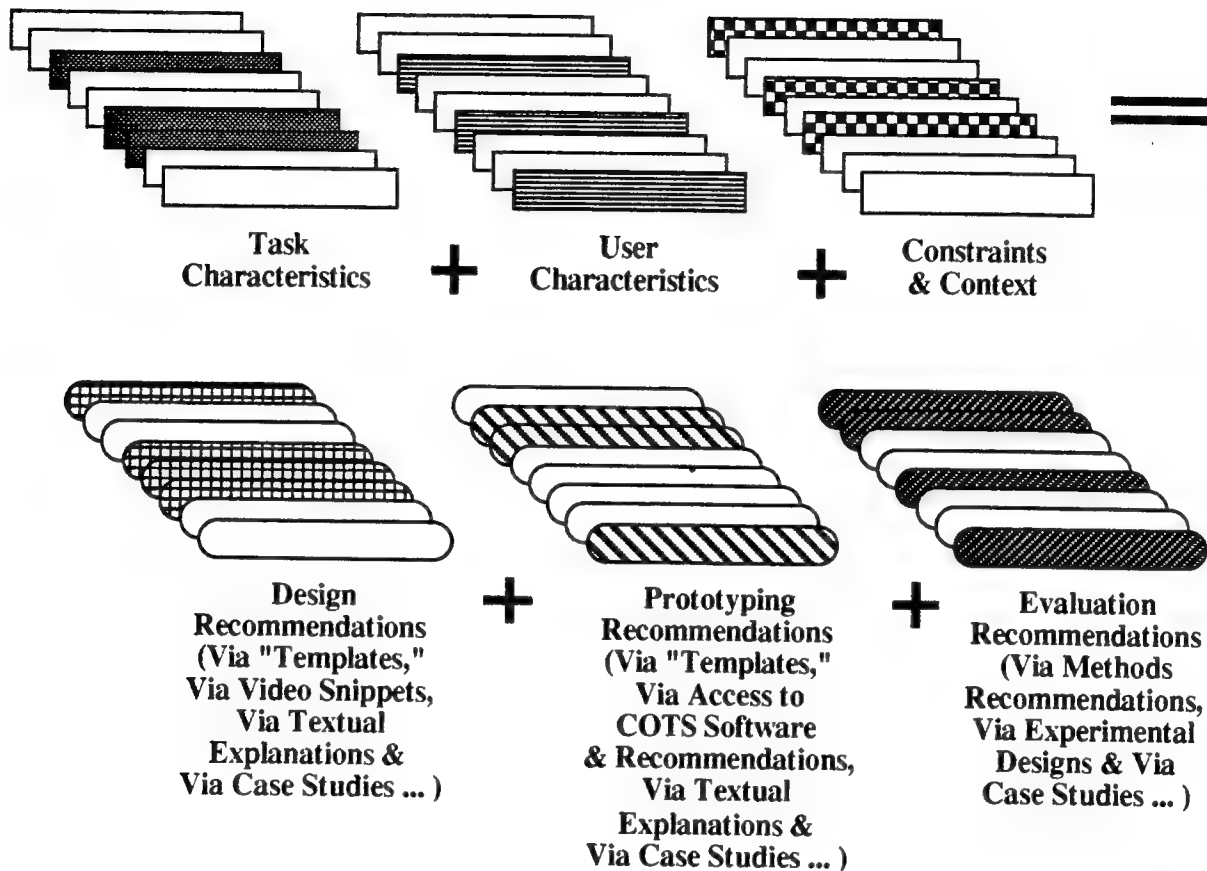 Task
Characteristics
+
User
Characteristics
+
Constraints
& Context
=
Design
Recommendations
(Via "Templates,"
Via Video Snippets,
Via Textual
Explanations &
Via Case Studies ... )
+
Prototyping
Recommendations
(Via "Templates,"
Via Access to
COTS Software
& Recommendations,
Via Textual
Explanations &
Via Case Studies ... )
+
Evaluation
Recommendations
(Via Methods
Recommendations,
Via Experimental
Designs & Via
Case Studies ... )